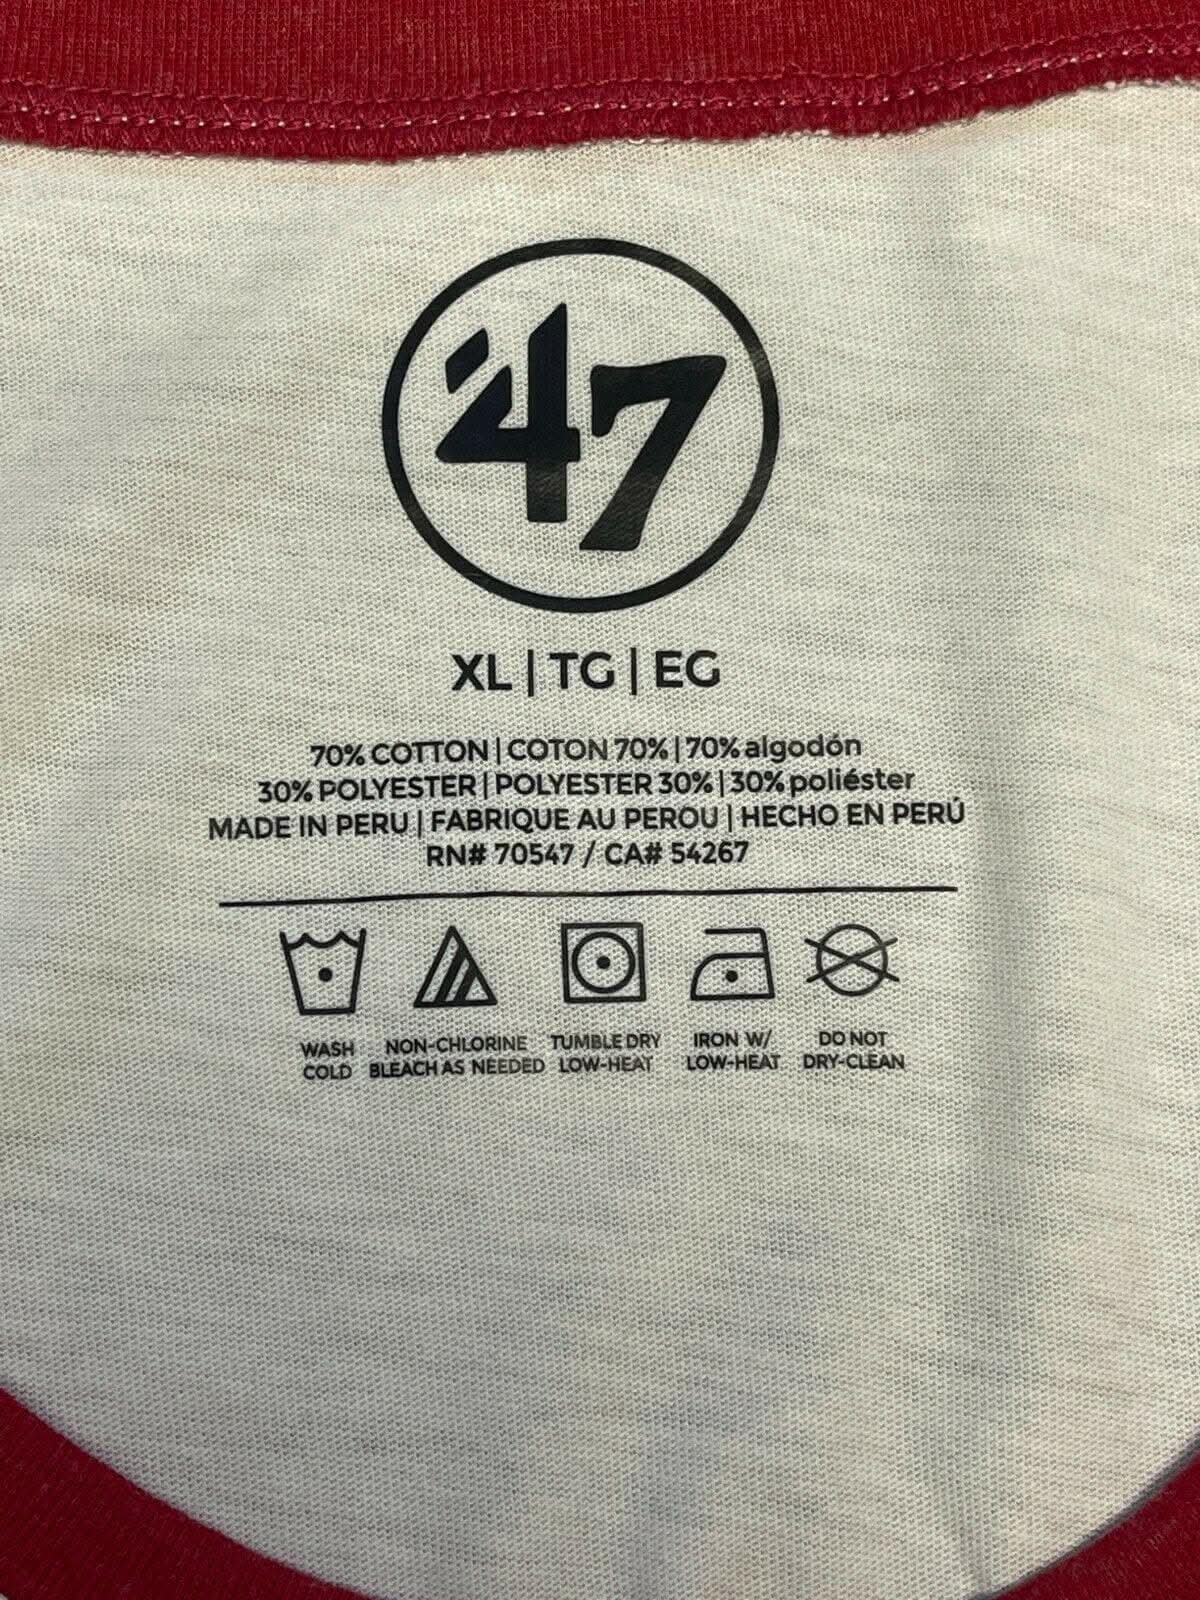 '47
XL | TG | EG
70% COTTON | COTON 70% | 70% algodón
30% POLYESTER | POLYESTER 30% | 30% poliéster
MADE IN PERU | FABRIQUE AU PEROU | HECHO EN PERÚ
RN# 70547 / CA# 54267
WASH COLD
NON-CHLORINE BLEACH AS NEEDED
TUMBLE DRY LOW-HEAT
IRON W/ LOW-HEAT
DO NOT DRY-CLEAN